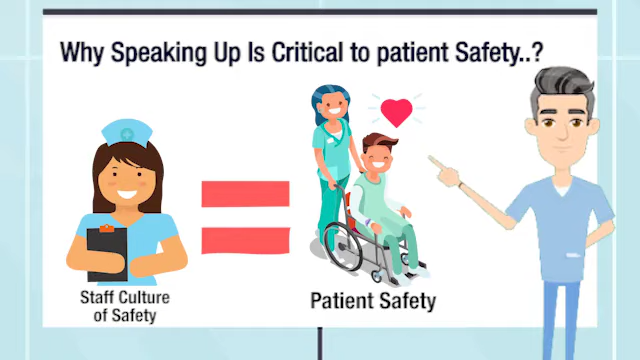 Why Speaking Up Is Critical to patient Safety..?
Staff Culture
of Safety
Patient Safety